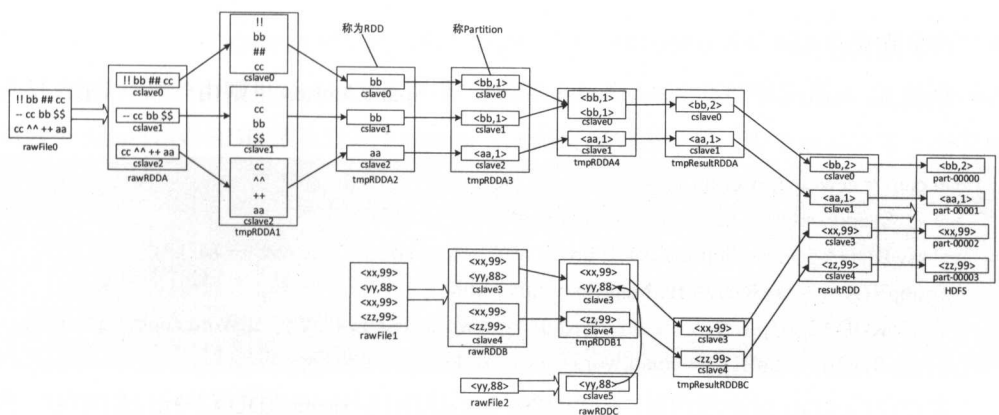 称为RDD
称Partition
!! bb ## cc
-- cc bb $$
cc ^^ ++ aa
rawFile0
!! bb ## cc
cslave0
-- cc bb $$
cslave1
cc ^^ ++ aa
cslave2
rawRDDA
!!
bb
##
cc
cslave0
cc
bb
$$
cslave1
cc
^^
++
aa
cslave2
tmpRDDA1
bb
cslave0
bb
cslave1
aa
cslave2
tmpRDDA2
<bb,1>
cslave0
<bb,1>
cslave1
<aa,1>
cslave2
tmpRDDA3
<bb,1>
<bb,1>
cslave0
<aa,1>
cslave1
tmpRDDA4
<bb,2>
cslave0
<aa,1>
cslave1
tmpResultRDDA
<bb,2>
cslave0
<aa,1>
cslave1
<xx,99>
cslave3
<zz,99>
cslave4
resultRDD
<bb,2>
part-00000
<aa,1>
part-00001
<xx,99>
part-00002
<zz,99>
part-00003
HDFS
<xx,99>
<yy,88>
<xx,99>
<zz,99>
rawFile1
<xx,99>
<yy,88>
cslave3
<xx,99>
<zz,99>
cslave4
rawRDDB
<xx,99>
<yy,88>
cslave3
<zz,99>
cslave4
tmpRDDB1
<xx,99>
cslave3
<zz,99>
cslave4
tmpResultRDDBC
<yy,88>
rawFile2
<yy,88>
cslave5
rawRDDC